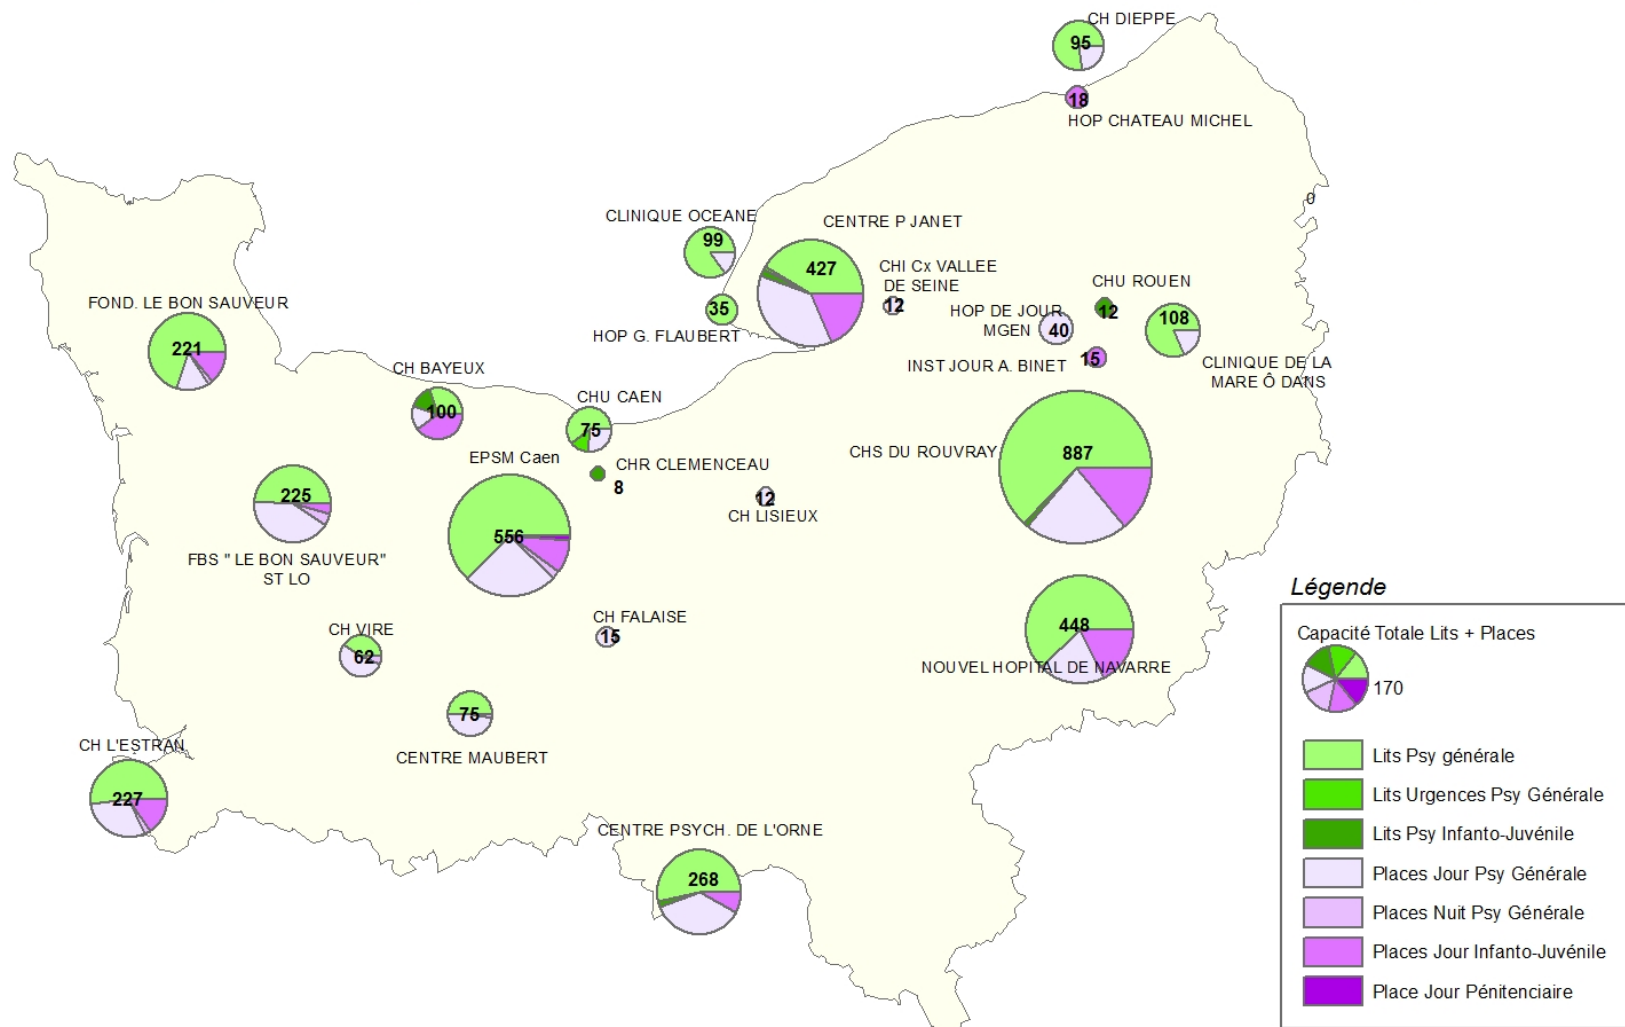 CH DIEPPE
95
18
HOP CHATEAU MICHEL
0
CLINIQUE OCEANE
99
CENTRE P JANET
427
CHI Cx VALLEE
DE SEINE
12
35
HOP G. FLAUBERT
HOP DE JOUR
MGEN
40
CHU ROUEN
12
108
CLINIQUE DE LA
MARE Ô DANS
INST JOUR A. BINET
15
FOND. LE BON SAUVEUR
221
CH BAYEUX
100
CHU CAEN
75
EPSM Caen
556
CHR CLEMENCEAU
8
12
CH LISIEUX
CHS DU ROUVRAY
887
225
FBS " LE BON SAUVEUR"
ST LO
CH VIRE
62
CH FALAISE
15
448
NOUVEL HOPITAL DE NAVARRE
75
CENTRE MAUBERT
CH L'ESTRAN
227
CENTRE PSYCH. DE L'ORNE
268
Légende
Capacité Totale Lits + Places
170
Lits Psy générale
Lits Urgences Psy Générale
Lits Psy Infanto-Juvénile
Places Jour Psy Générale
Places Nuit Psy Générale
Places Jour Infanto-Juvénile
Place Jour Pénitenciaire